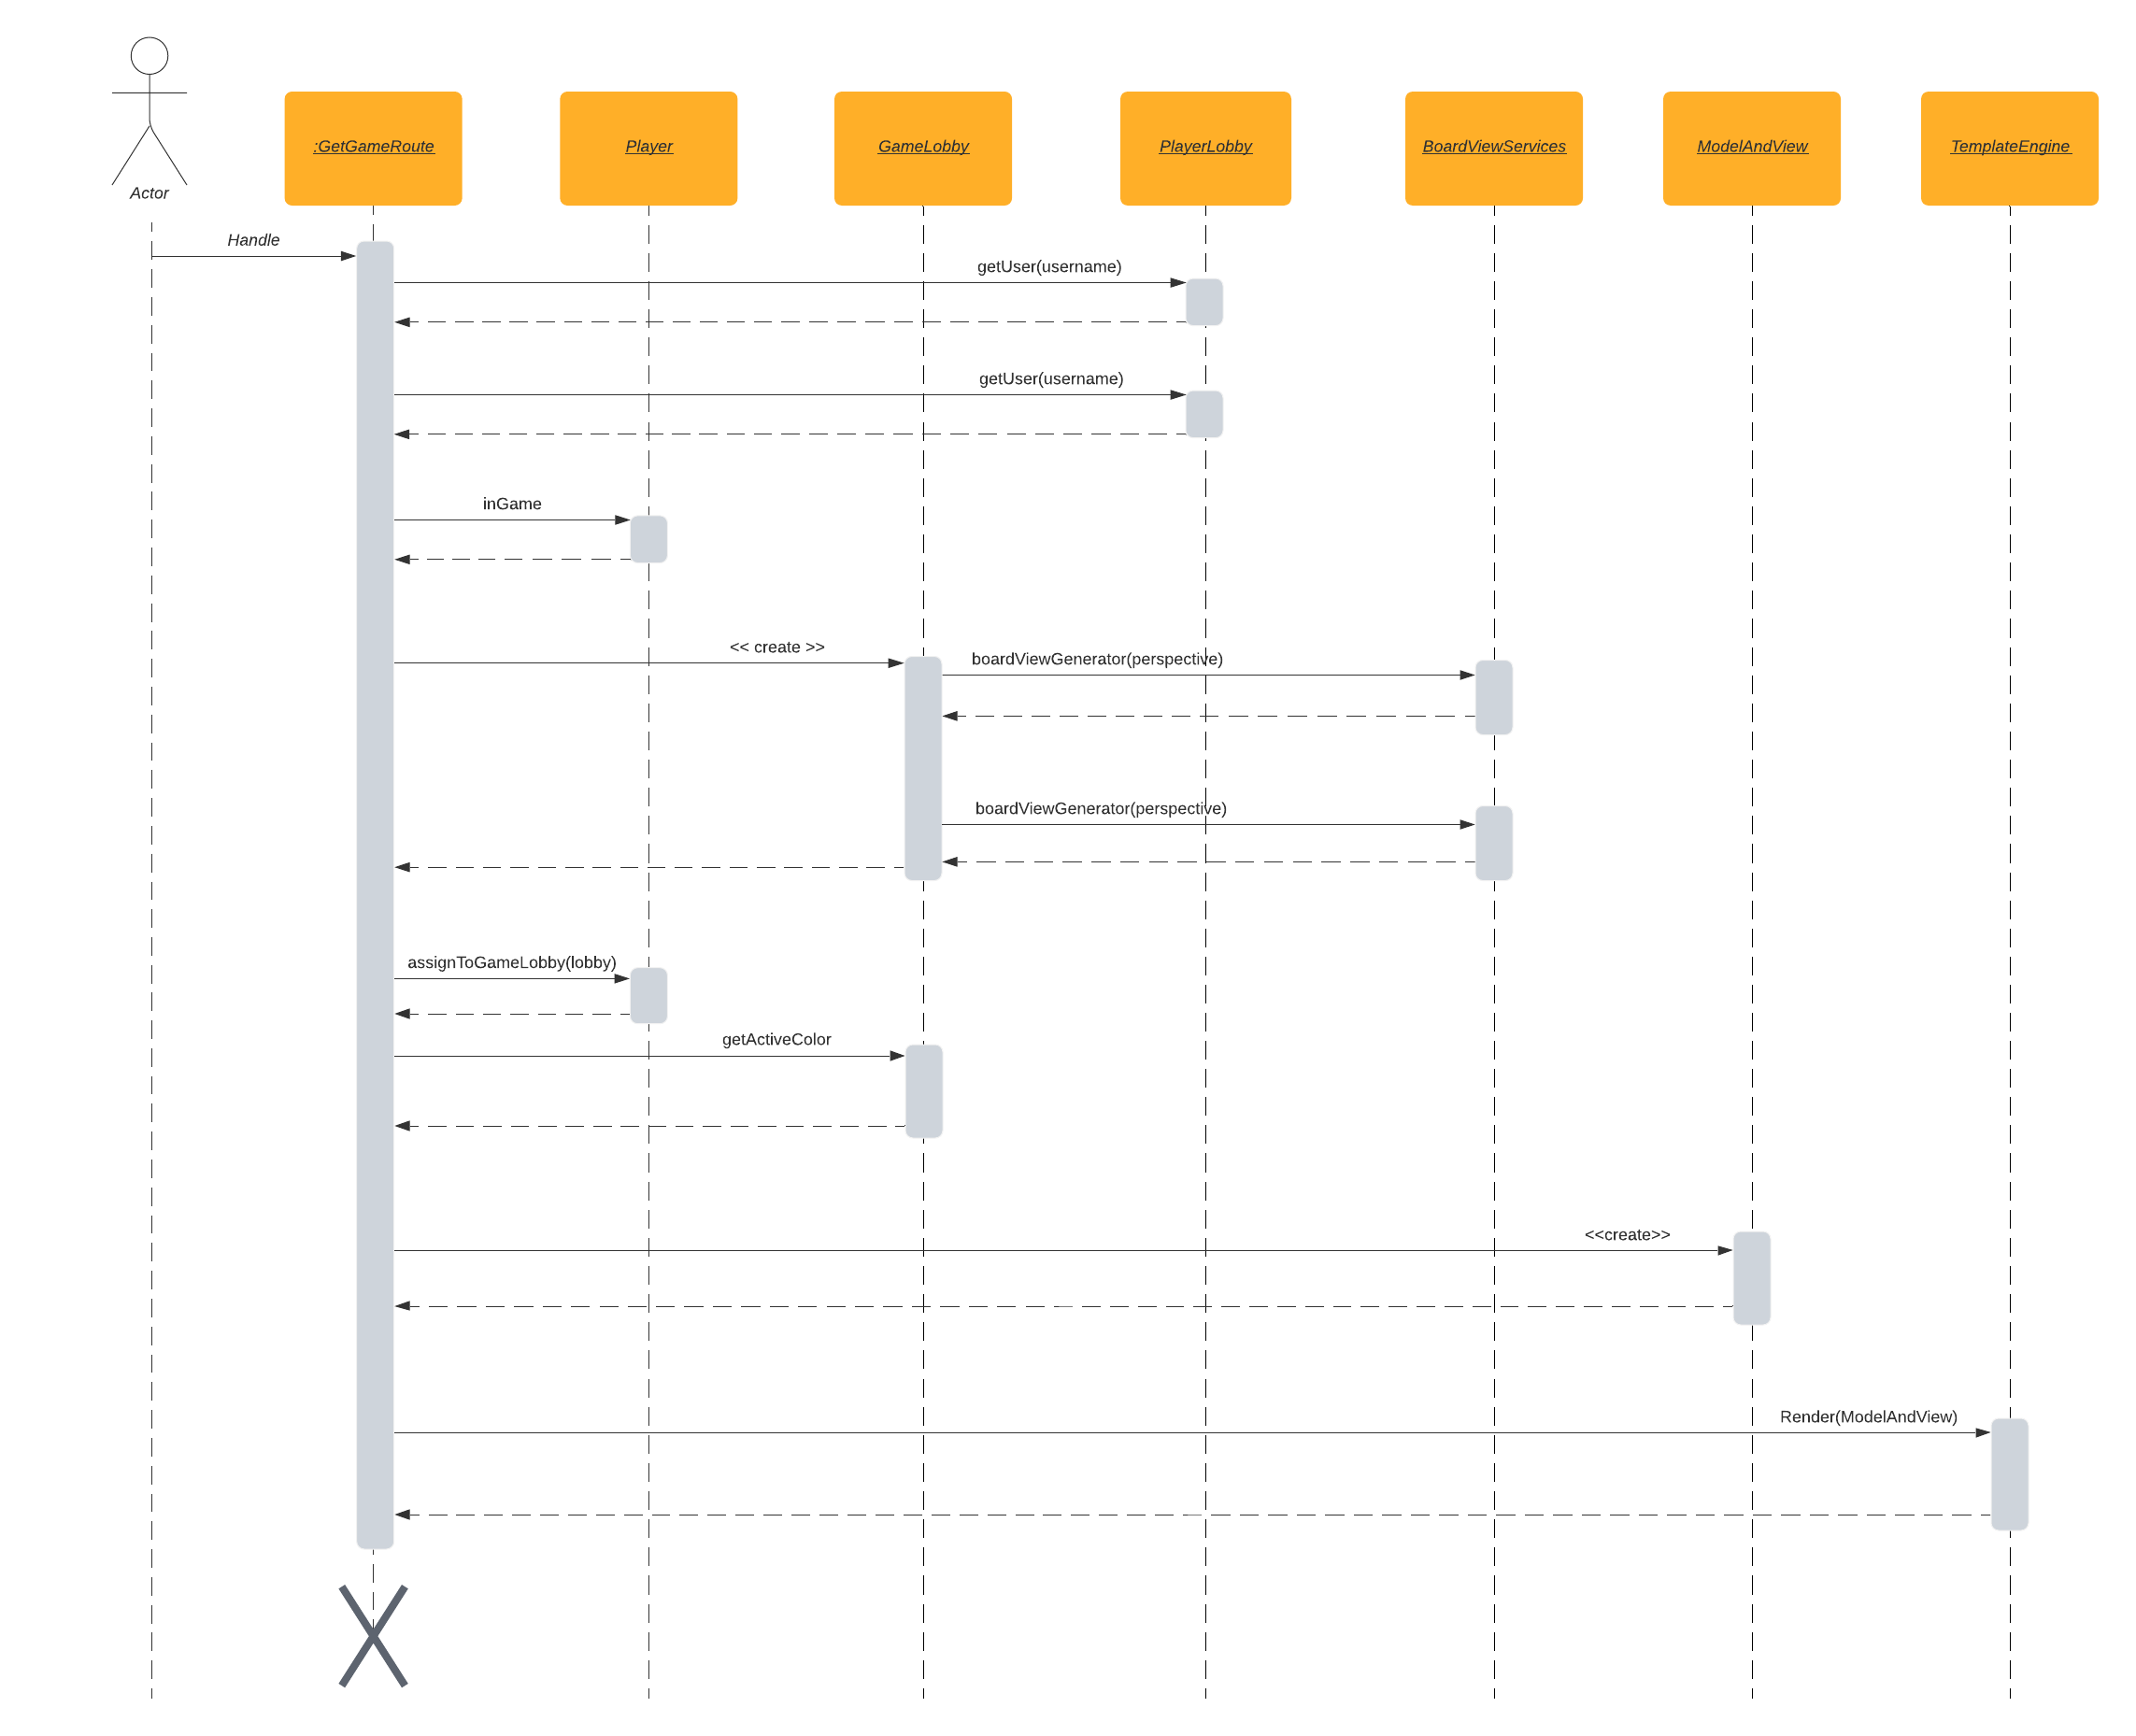 Actor
:GetGameRoute
Player
GameLobby
PlayerLobby
BoardViewServices
ModelAndView
TemplateEngine
Handle
getUser(username)
getUser(username)
inGame
<< create >>
boardViewGenerator(perspective)
boardViewGenerator(perspective)
assignToGameLobby(lobby)
getActiveColor
<<create>>
Render(ModelAndView)